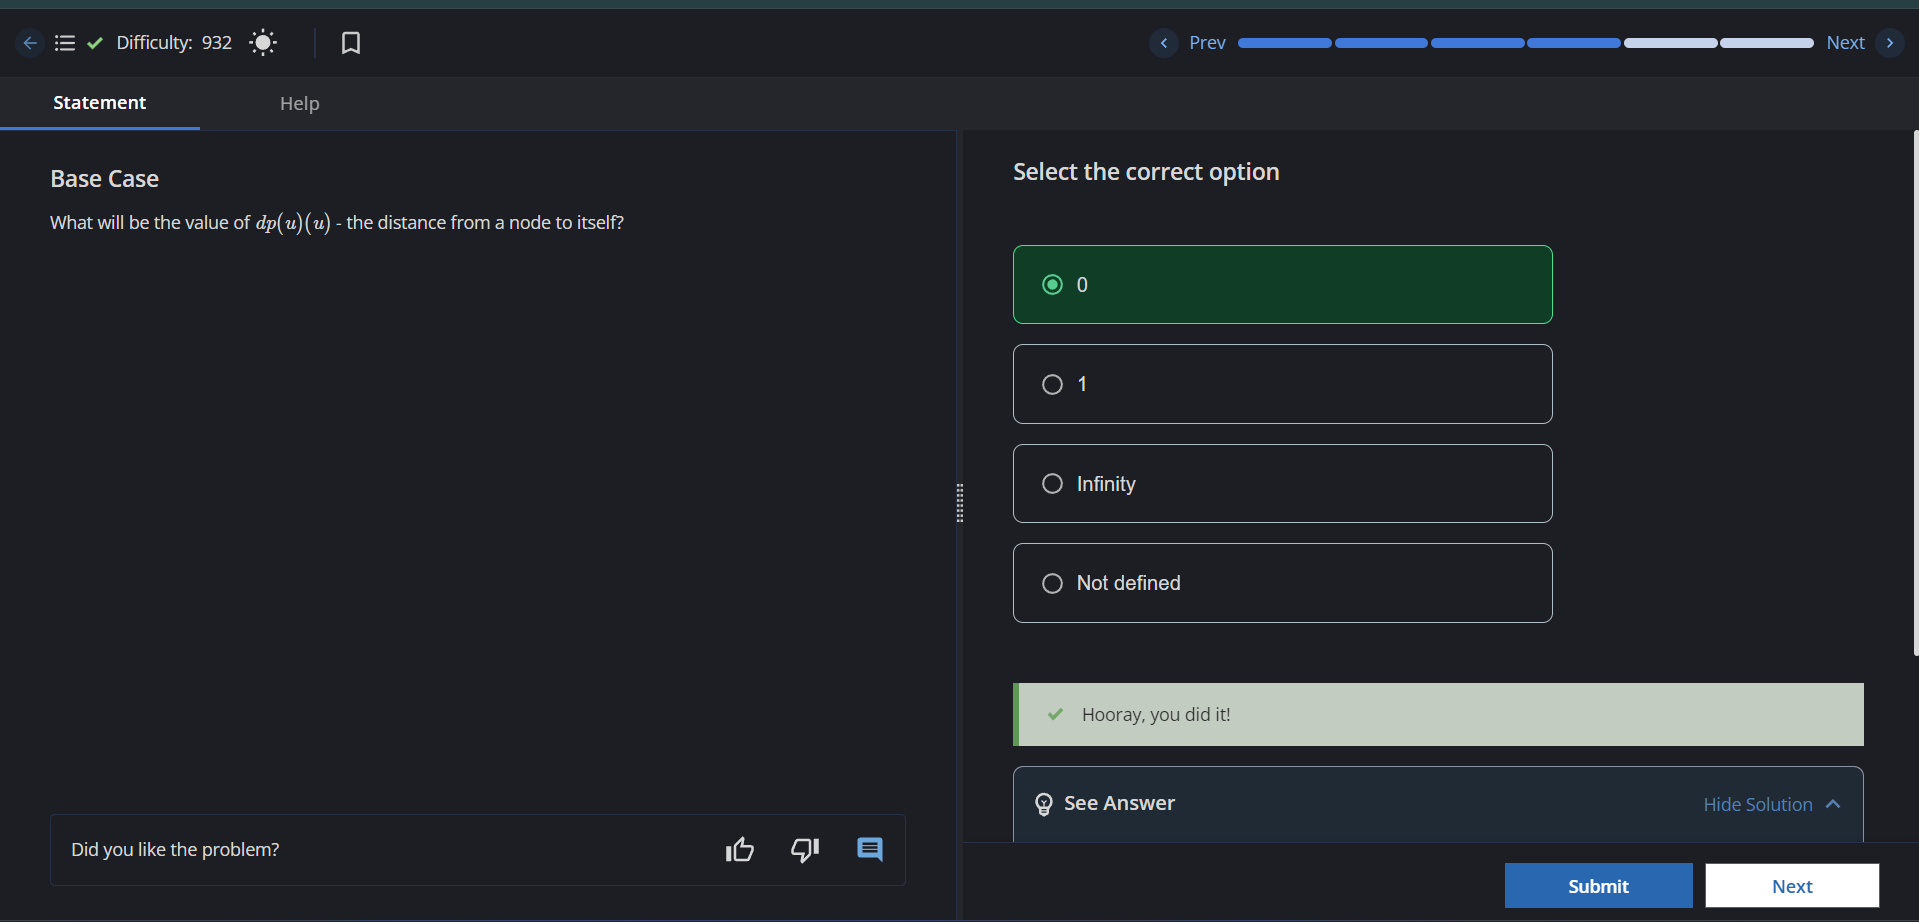 Difficulty: 932
Prev
Next
Statement
Help
Base Case
What will be the value of dp(u)(u) - the distance from a node to itself?
Did you like the problem?
Select the correct option
0
1
Infinity
Not defined
Hooray, you did it!
See Answer
Hide Solution
Submit
Next